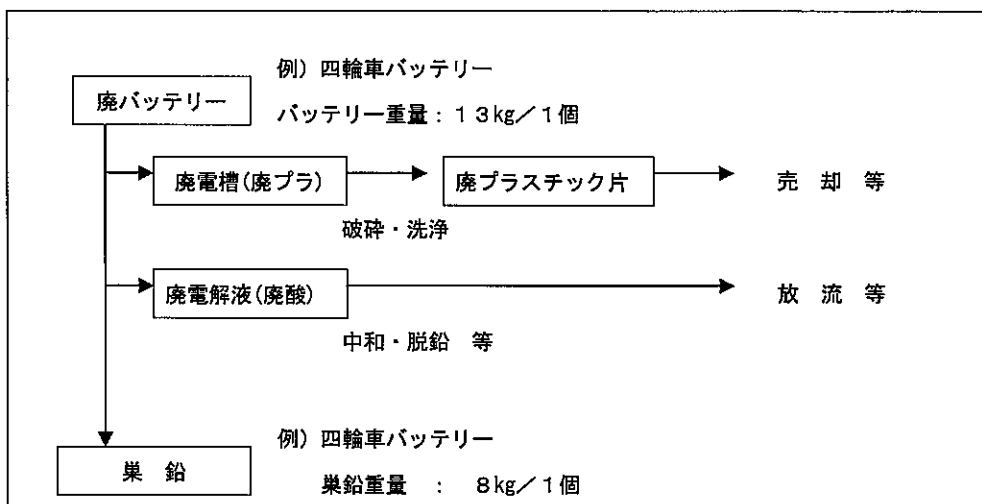 例）四輪車バッテリー
廃バッテリー
バッテリー重量：１３kg／１個
廃電槽(廃プラ)
廃プラスチック片
売 却 等
破砕・洗浄
廃電解液(廃酸)
放 流 等
中和・脱鉛 等
例）四輪車バッテリー
巣 鉛
巣鉛重量 ： ８kg／１個